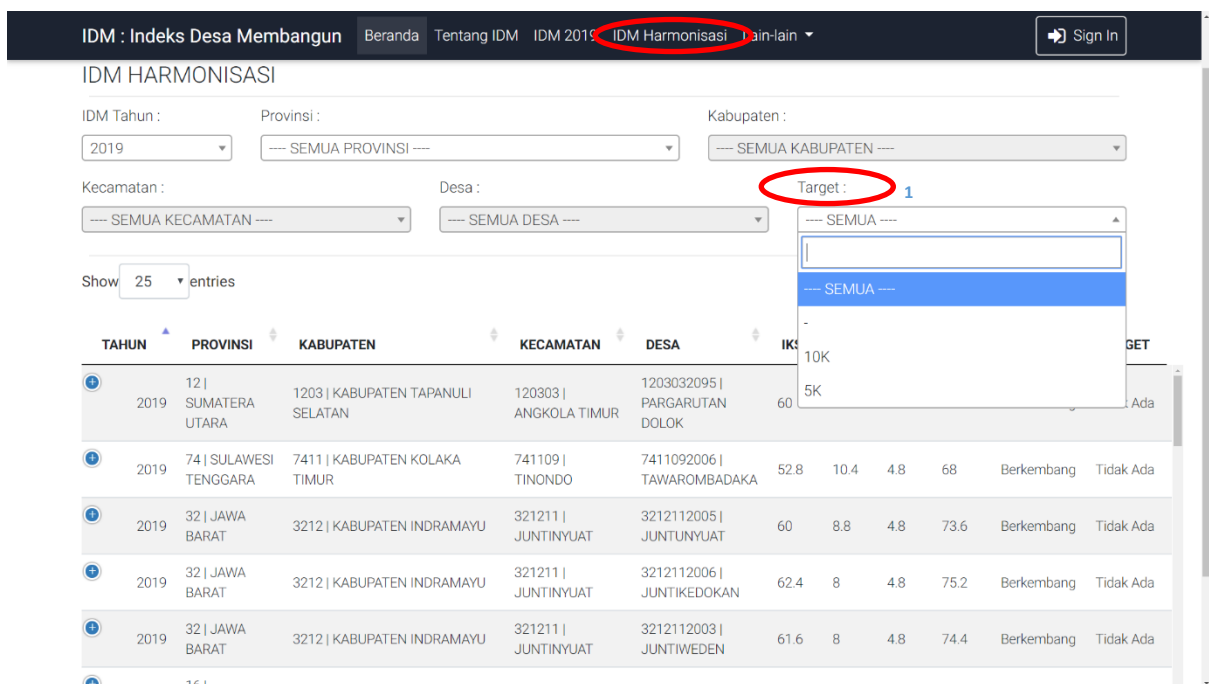 IDM : Indeks Desa Membangun Beranda Tentang IDM IDM 2019 IDM Harmonisasi Lain-lain Sign In
IDM HARMONISASI
IDM Tahun : Provinsi : Kabupaten :
2019 ---- SEMUA PROVINSI ---- ---- SEMUA KABUPATEN ----
Kecamatan : Desa : Target : 1
---- SEMUA KECAMATAN ---- ---- SEMUA DESA ---- ---- SEMUA ----
Show 25 entries
---- SEMUA ----
-
10K
5K
TAHUN PROVINSI KABUPATEN KECAMATAN DESA
2019 12 | SUMATERA UTARA 1203 | KABUPATEN TAPANULI SELATAN 120303 | ANGKOLA TIMUR 1203032095 | PARGARUTAN DOLOK 60 Ada
2019 74 | SULAWESI TENGGARA 7411 | KABUPATEN KOLAKA TIMUR 741109 | TINONDO 7411092006 | TAWAROMBADAKA 52.8 10.4 4.8 68 Berkembang Tidak Ada
2019 32 | JAWA BARAT 3212 | KABUPATEN INDRAMAYU 321211 | JUNTINYUAT 3212112005 | JUNTUNYUAT 60 8.8 4.8 73.6 Berkembang Tidak Ada
2019 32 | JAWA BARAT 3212 | KABUPATEN INDRAMAYU 321211 | JUNTINYUAT 3212112006 | JUNTIKEDOKAN 62.4 8 4.8 75.2 Berkembang Tidak Ada
2019 32 | JAWA BARAT 3212 | KABUPATEN INDRAMAYU 321211 | JUNTINYUAT 3212112003 | JUNTIWEDEN 61.6 8 4.8 74.4 Berkembang Tidak Ada